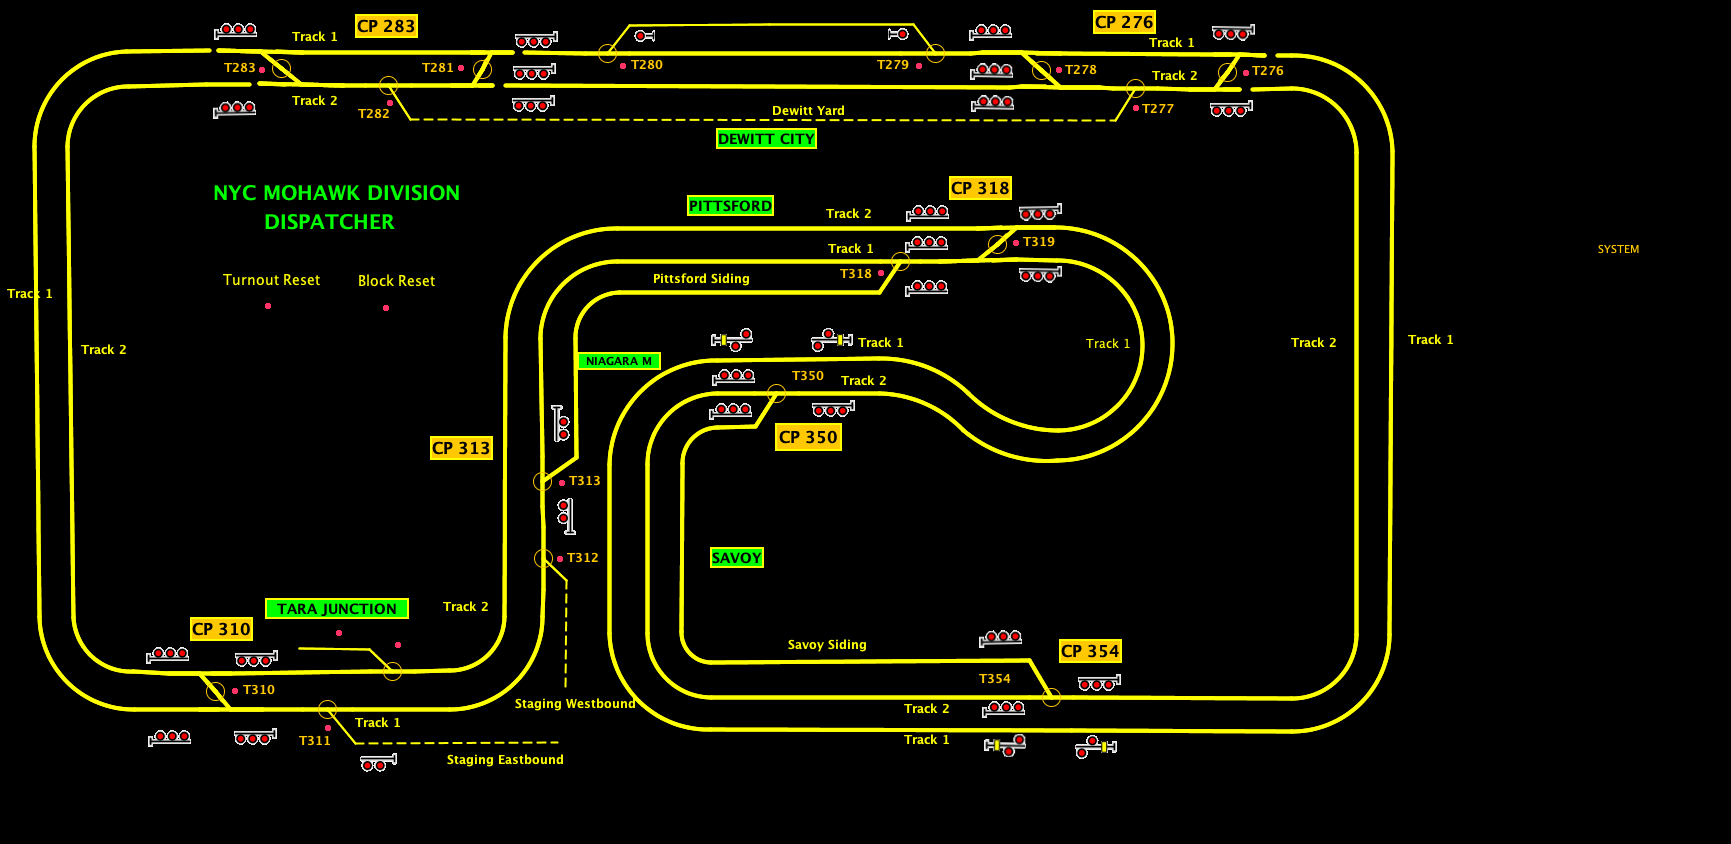 CP 283
CP 276
Track 1
Track 1
T283
T281
T280
T279
T278
T276
Track 2
Track 2
T282
T277
Dewitt Yard
DEWITT CITY
NYC MOHAWK DIVISION
DISPATCHER
CP 318
PITTSFORD
Track 2
T319
Track 1
SYSTEM
T318
Pittsford Siding
Turnout Reset
Block Reset
Track 1
Track 2
NIAGARA M
Track 1
Track 1
Track 2
Track 1
T350
Track 2
CP 350
CP 313
T313
T312
SAVOY
TARA JUNCTION
Track 2
CP 310
Savoy Siding
CP 354
T354
T310
Staging Westbound
Track 2
Track 1
T311
Track 1
Staging Eastbound